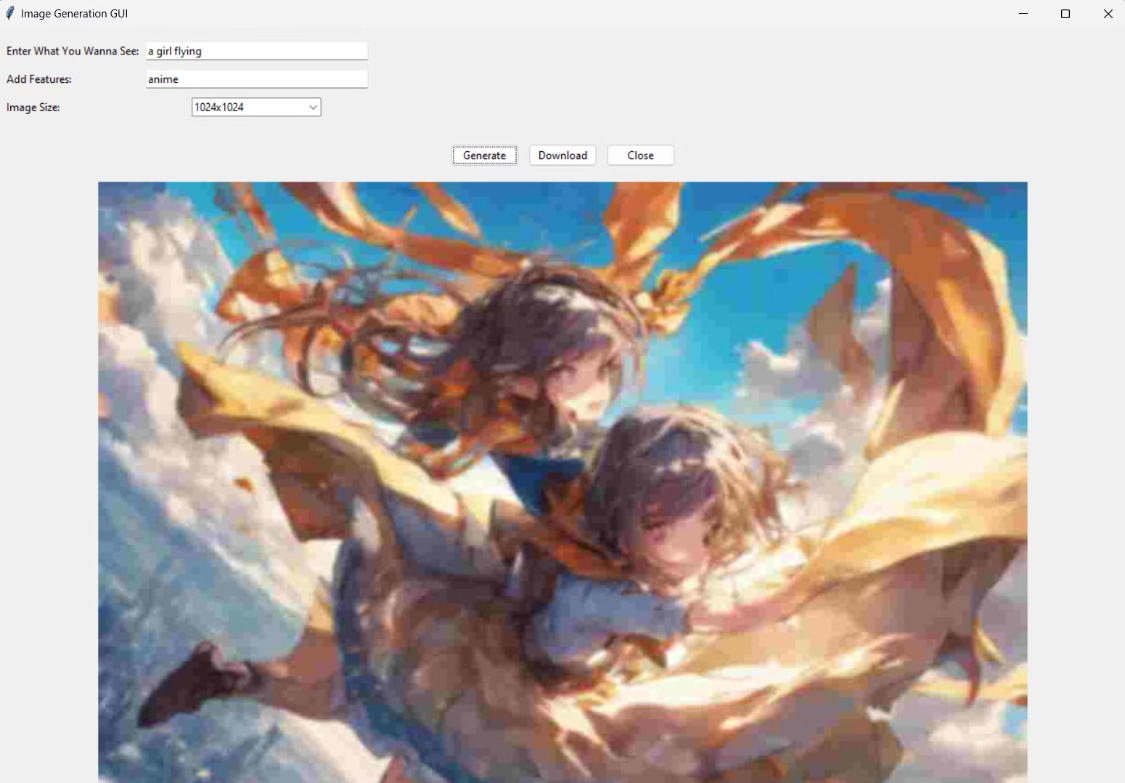 Image Generation GUI
Enter What You Wanna See: a girl flying
Add Features: anime
Image Size: 1024x1024
Generate Download Close